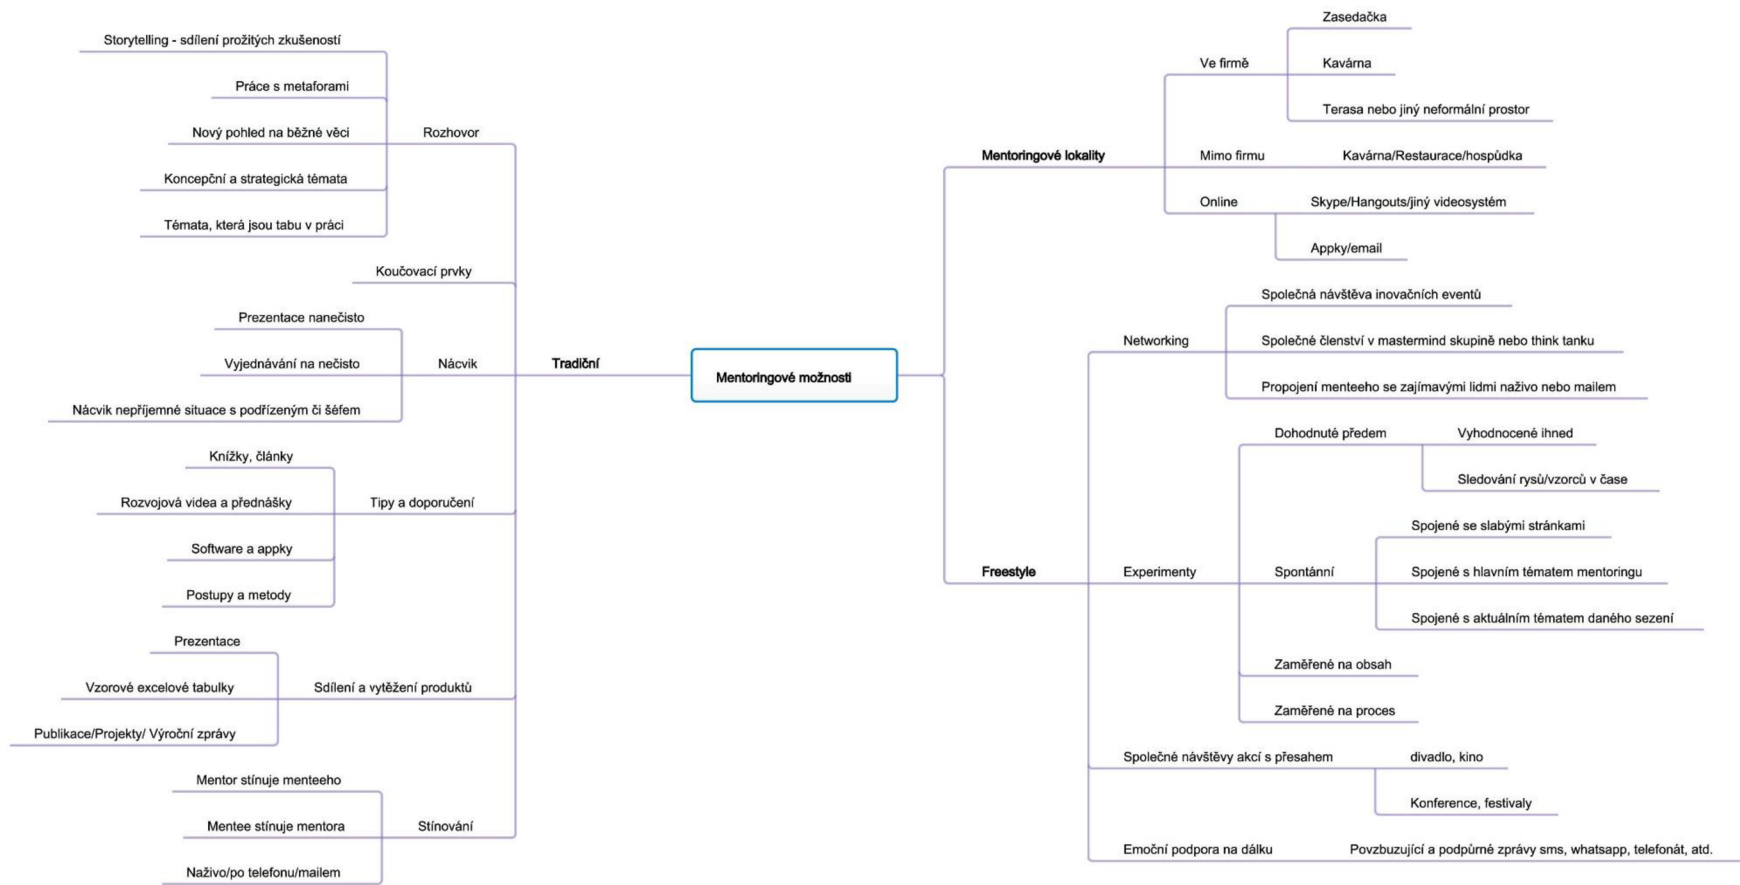 Mentoringové možnosti
Tradiční
Rozhovor
Storytelling - sdílení prožitých zkušeností
Práce s metaforami
Nový pohled na běžné věci
Koncepční a strategická témata
Témata, která jsou tabu v práci
Koučovací prvky
Nácvik
Prezentace nanečisto
Vyjednávání na nečisto
Nácvik nepříjemné situace s podřízeným či šéfem
Tipy a doporučení
Knížky, články
Rozvojová videa a přednášky
Software a appky
Postupy a metody
Sdílení a vytěžení produktů
Prezentace
Vzorové excelové tabulky
Publikace/Projekty/ Výroční zprávy
Stínování
Mentor stínuje menteeho
Mentee stínuje mentora
Naživo/po telefonu/mailem
Mentoringové lokality
Ve firmě
Zasedačka
Kavárna
Terasa nebo jiný neformální prostor
Mimo firmu
Kavárna/Restaurace/hospůdka
Online
Skype/Hangouts/jiný videosystém
Appky/email
Freestyle
Networking
Společná návštěva inovačních eventů
Společné členství v mastermind skupině nebo think tanku
Propojení menteeho se zajímavými lidmi naživo nebo mailem
Experimenty
Dohodnuté předem
Vyhodnocené ihned
Sledování rysů/vzorců v čase
Spontánní
Spojené se slabými stránkami
Spojené s hlavním tématem mentoringu
Spojené s aktuálním tématem daného sezení
Zaměřené na obsah
Zaměřené na proces
Společné návštěvy akcí s přesahem
divadlo, kino
Konference, festivaly
Emoční podpora na dálku
Povzbuzující a podpůrné zprávy sms, whatsapp, telefonát, atd.